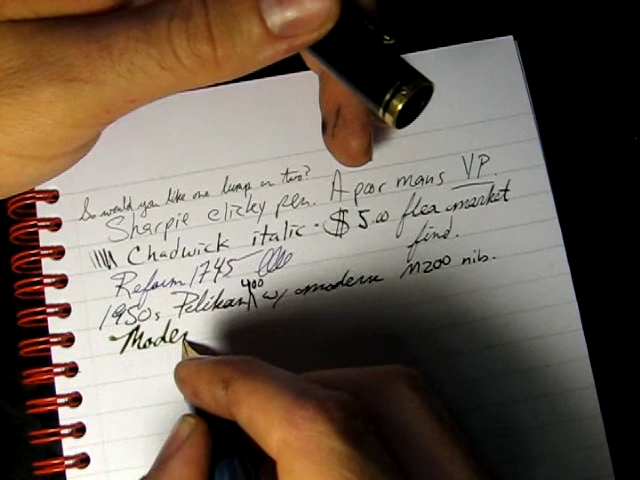 So would you like one lump or two?
Sharpie clicky pen. A poor mans VP.
Chadwick italic - $5.00 flea market find.
Reform 1745
1950s Pelikan 400 w/ modern M200 nib.
Moder